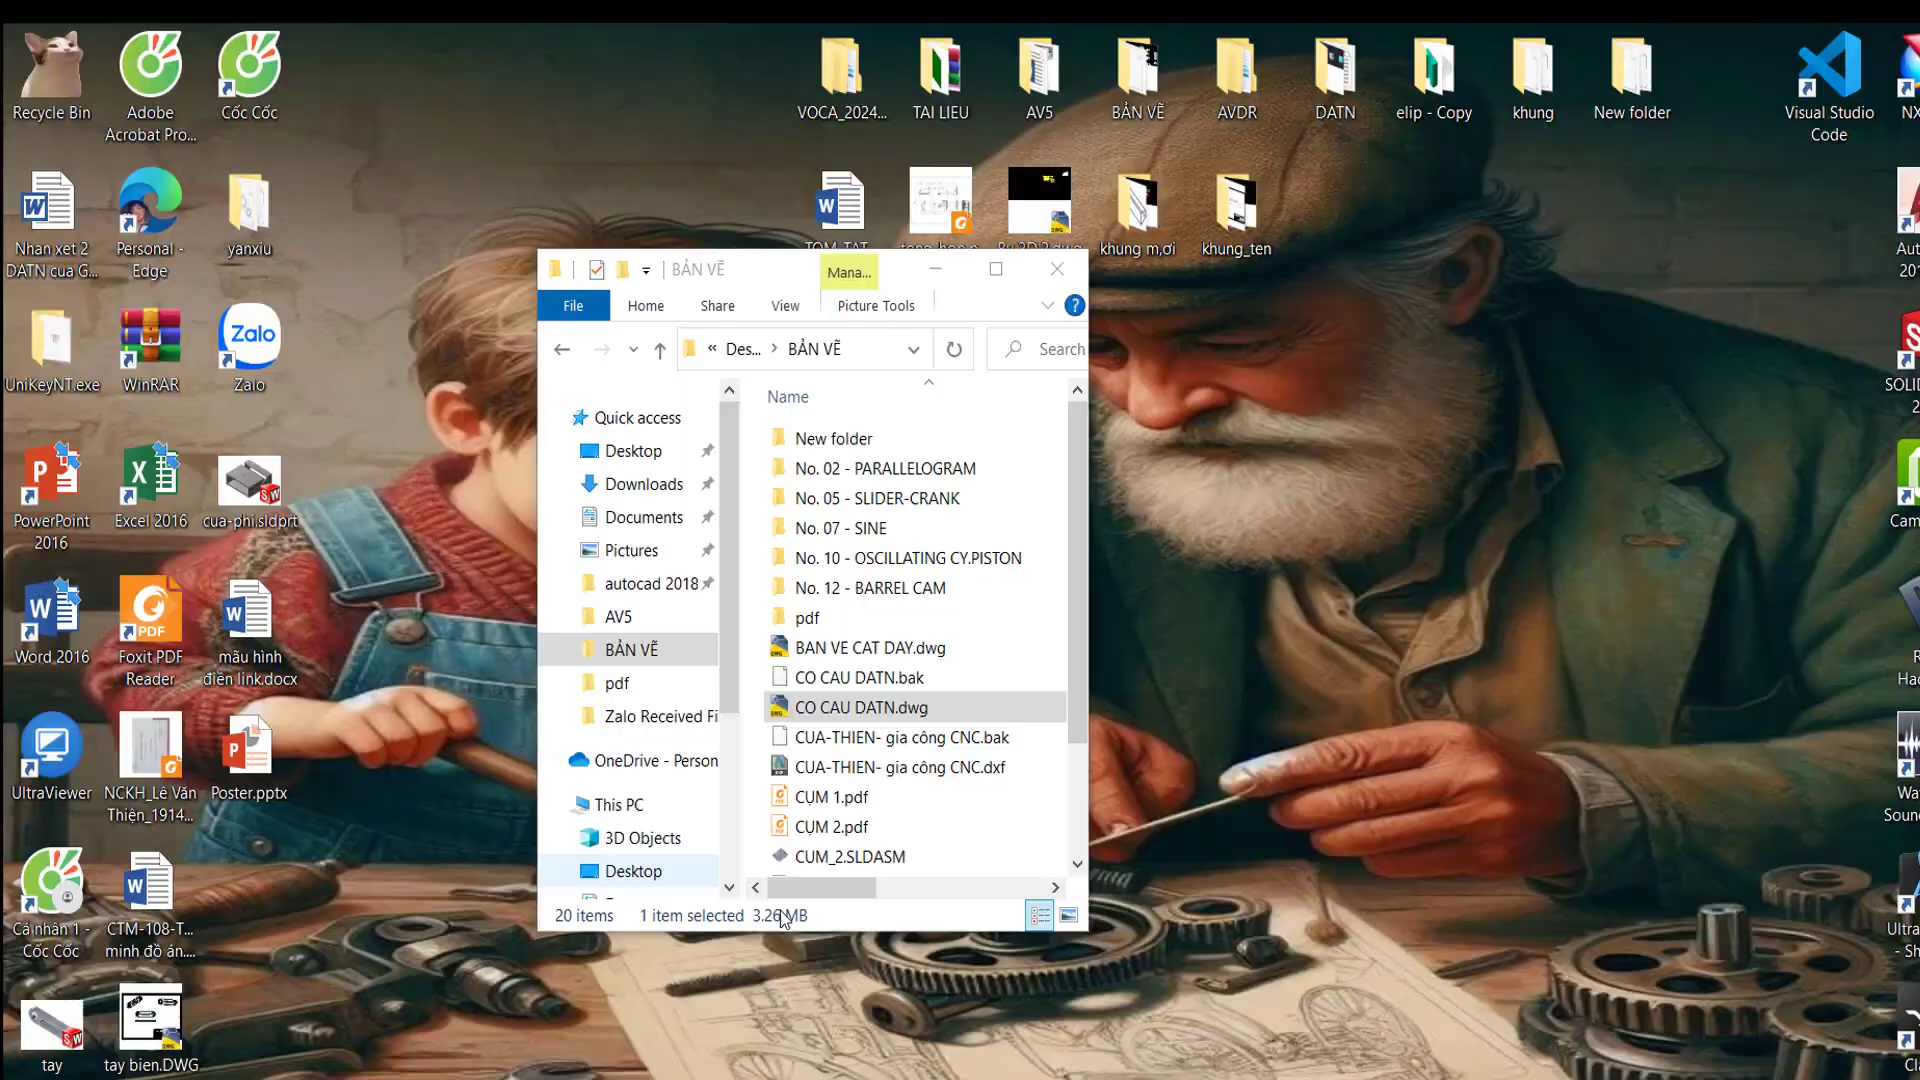 Recycle Bin
Adobe
Acrobat Pro...
Cốc Cốc
VOCA_2024...
TAI LIEU
AV5
BẢN VẼ
AVDR
DATN
elip - Copy
khung
New folder
Visual Studio
Code
NX
Nhan xet 2
DATN cua G...
Personal -
Edge
yanxiu
khung m,ơi
khung_ten
UniKeyNT.exe
WinRAR
Zalo
Zalo
PowerPoint
2016
Excel 2016
cua-phi.sldprt
Word 2016
PDF
Foxit PDF
Reader
mẫu hình
điền link.docx
UltraViewer
NCKH_Lê Văn
Thiện_1914...
Poster.pptx
Cá nhân 1 -
Cốc Cốc
CTM-108-T...
minh đồ án....
tay
tay bien.DWG
BẢN VẼ
Mana...
File
Home
Share
View
Picture Tools
« Des... › BẢN VẼ
Search
Name
Quick access
Desktop
Downloads
Documents
Pictures
autocad 2018
AV5
BẢN VẼ
pdf
Zalo Received Fi
OneDrive - Person
This PC
3D Objects
Desktop
New folder
No. 02 - PARALLELOGRAM
No. 05 - SLIDER-CRANK
No. 07 - SINE
No. 10 - OSCILLATING CY.PISTON
No. 12 - BARREL CAM
pdf
BAN VE CAT DAY.dwg
CO CAU DATN.bak
CO CAU DATN.dwg
CUA-THIEN- gia công CNC.bak
CUA-THIEN- gia công CNC.dxf
CỤM 1.pdf
CỤM 2.pdf
CUM_2.SLDASM
20 items
1 item selected
3.26 MB